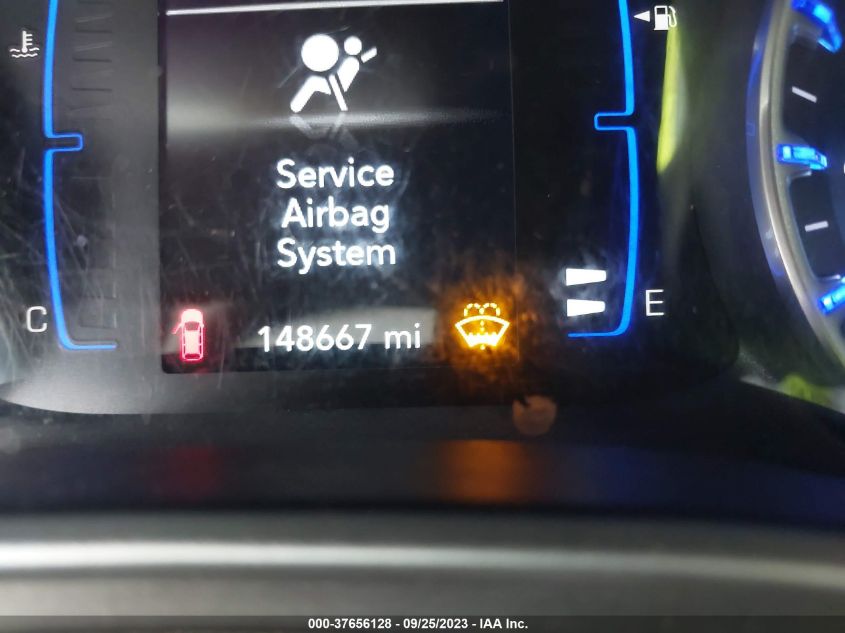 Service
Airbag
System
C
148667 mi
E
000-37656128 - 09/25/2023 - IAA Inc.